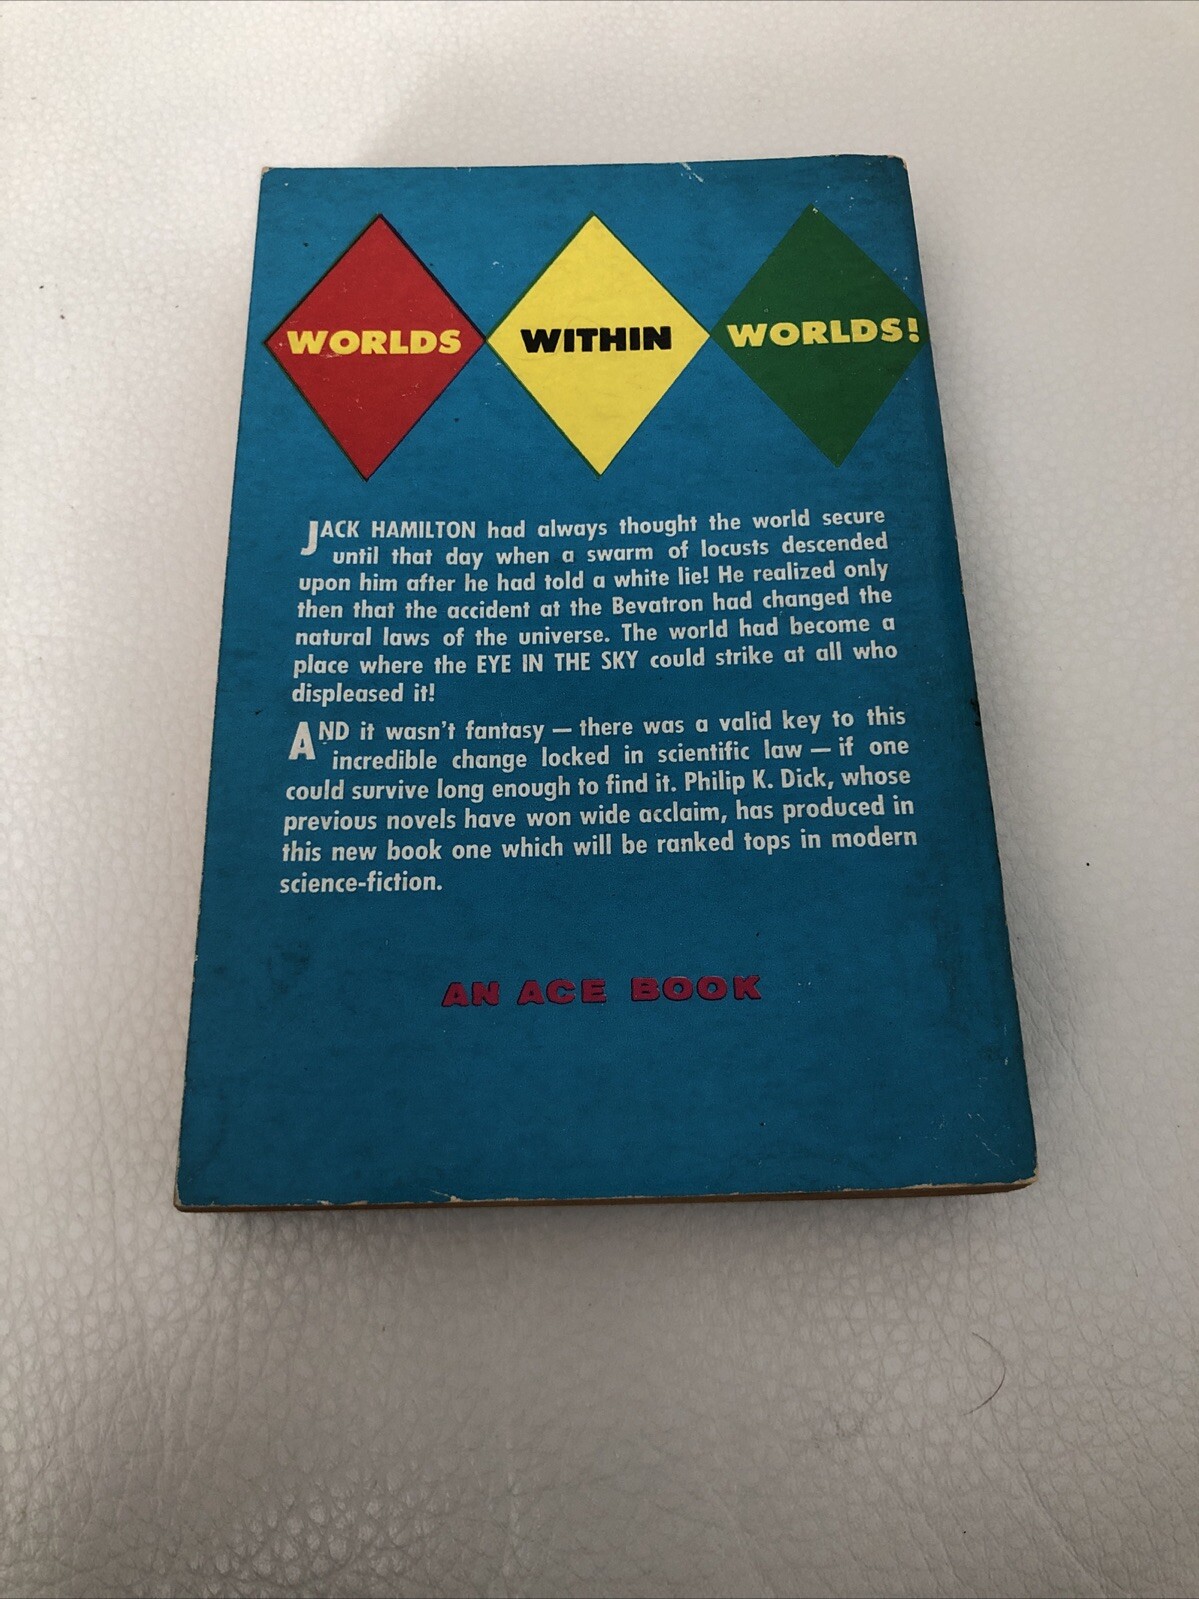 WORLDS WITHIN WORLDS!
JACK HAMILTON had always thought the world secure
until that day when a swarm of locusts descended
upon him after he had told a white lie! He realized only
then that the accident at the Bevatron had changed the
natural laws of the universe. The world had become a
place where the EYE IN THE SKY could strike at all who
displeased it!
AND it wasn't fantasy — there was a valid key to this
incredible change locked in scientific law — if one
could survive long enough to find it. Philip K. Dick, whose
previous novels have won wide acclaim, has produced in
this new book one which will be ranked tops in modern
science-fiction.
AN ACE BOOK